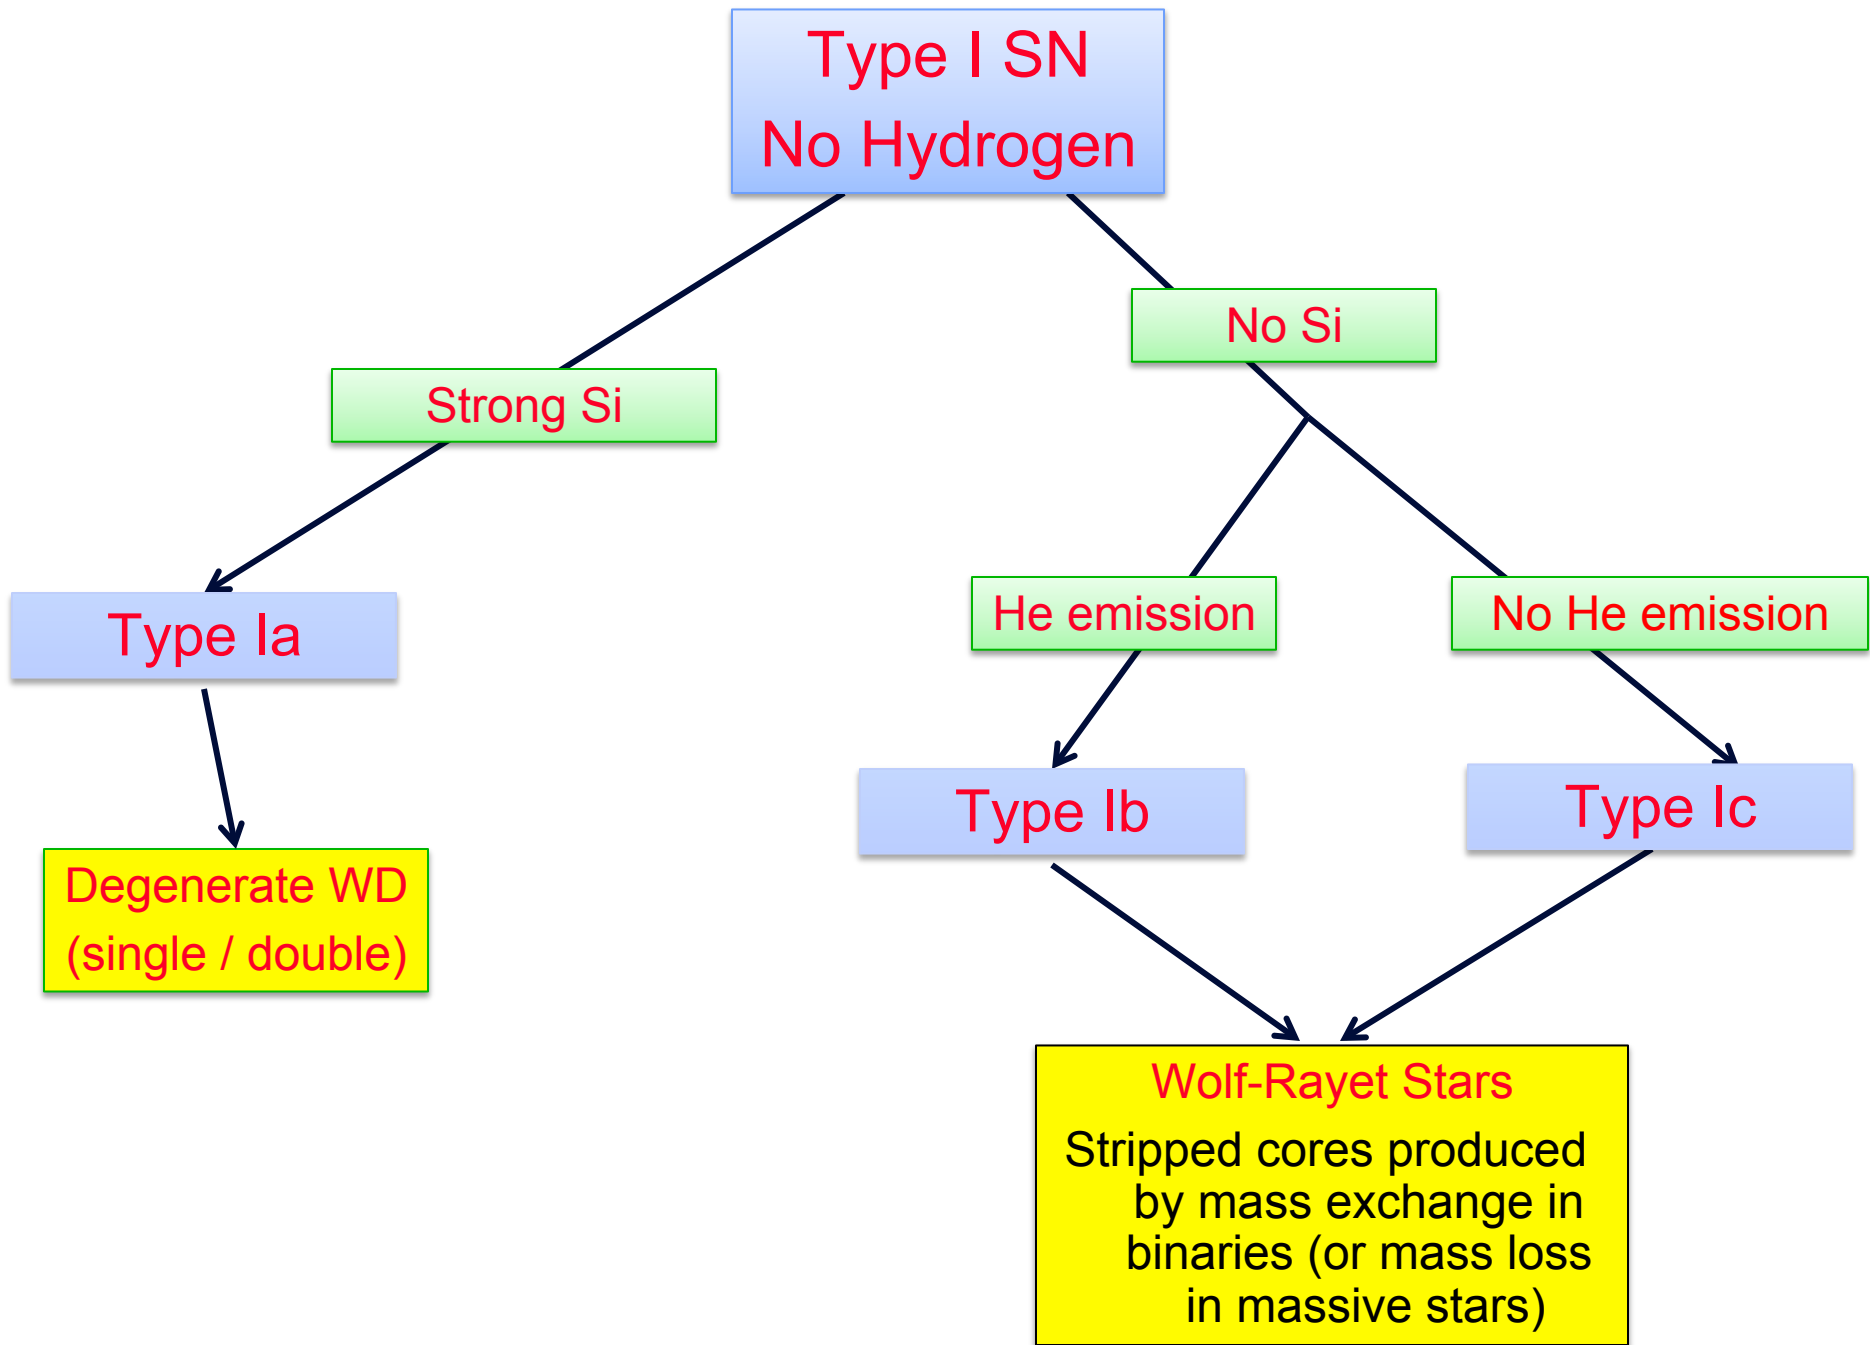 Type I SN
No Hydrogen
No Si
Strong Si
He emission
No He emission
Type Ia
Type Ib
Type Ic
Degenerate WD
(single / double)
Wolf-Rayet Stars
Stripped cores produced
by mass exchange in
binaries (or mass loss
in massive stars)